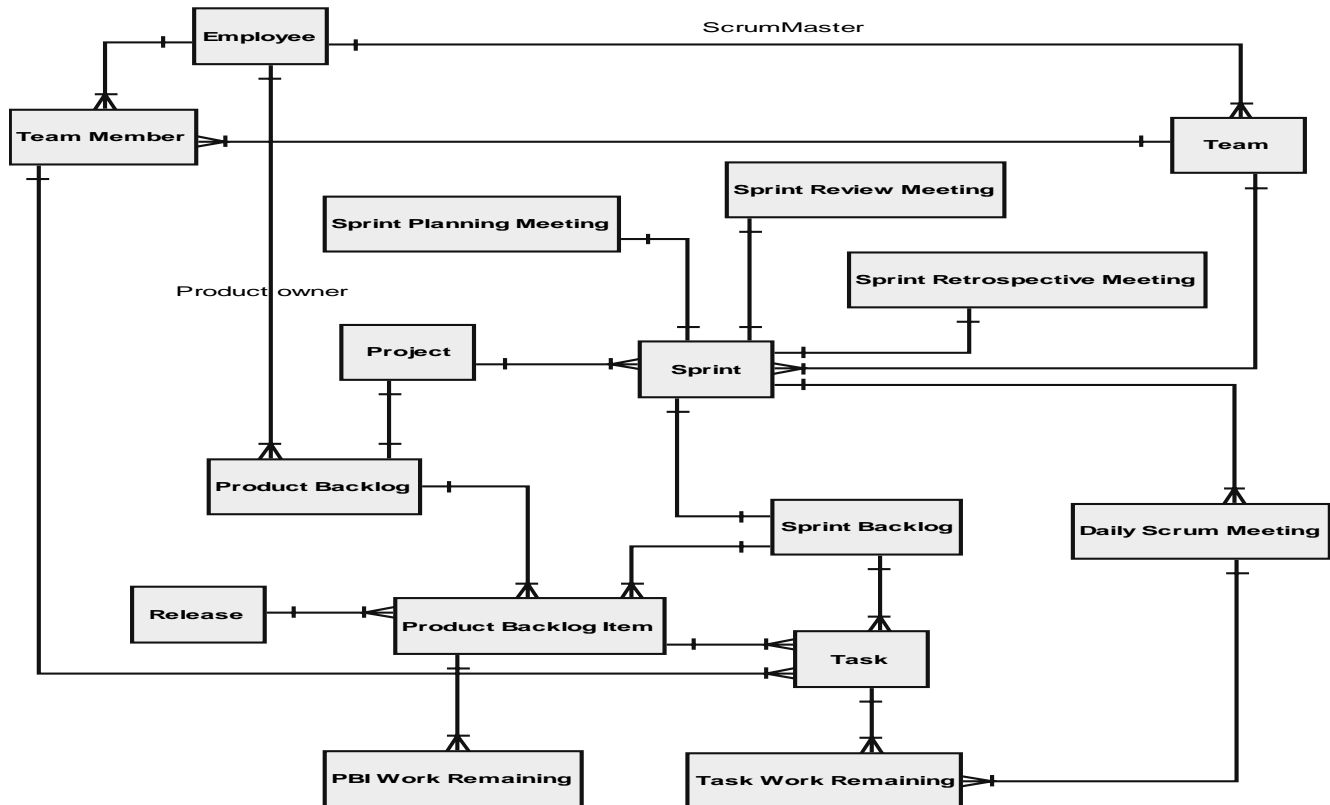 ScrumMaster
Employee
Team Member
Team
Sprint Review Meeting
Sprint Planning Meeting
Sprint Retrospective Meeting
Product owner
Project
Sprint
Product Backlog
Sprint Backlog
Daily Scrum Meeting
Release
Product Backlog Item
Task
PBI Work Remaining
Task Work Remaining